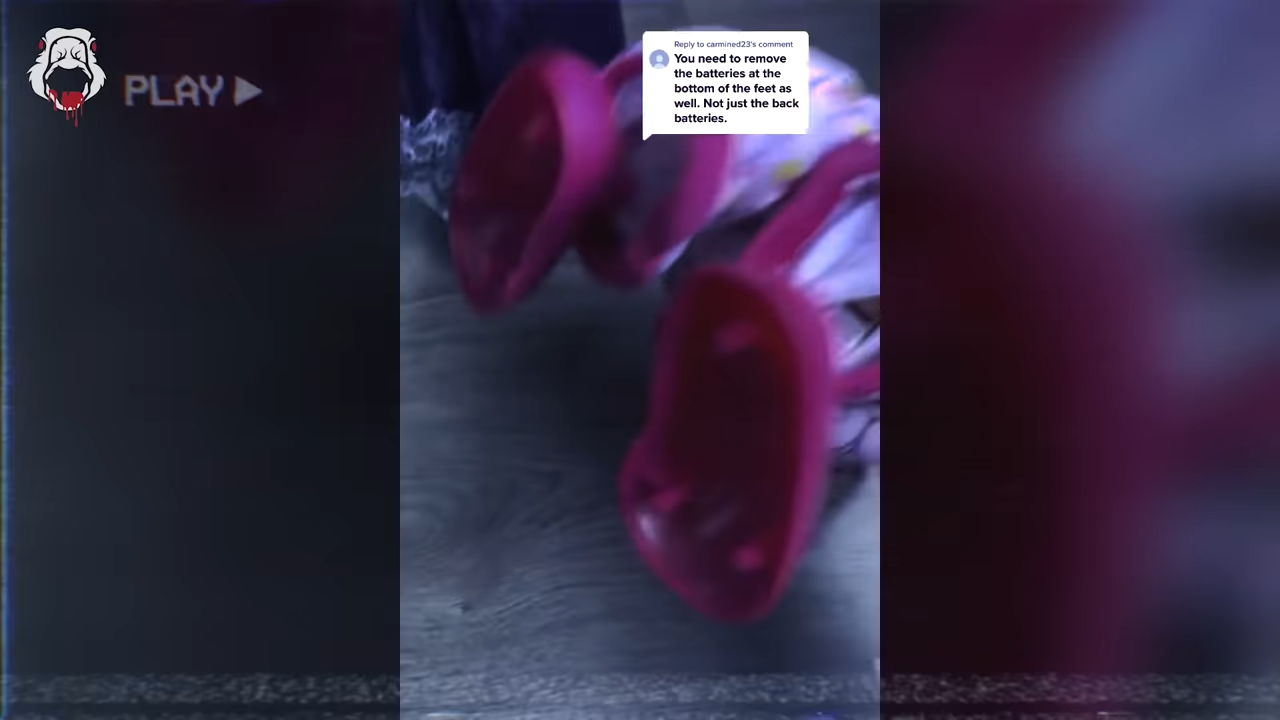 PLAY
Reply to carmined23's comment
You need to remove
the batteries at the
bottom of the feet as
well. Not just the back
batteries.